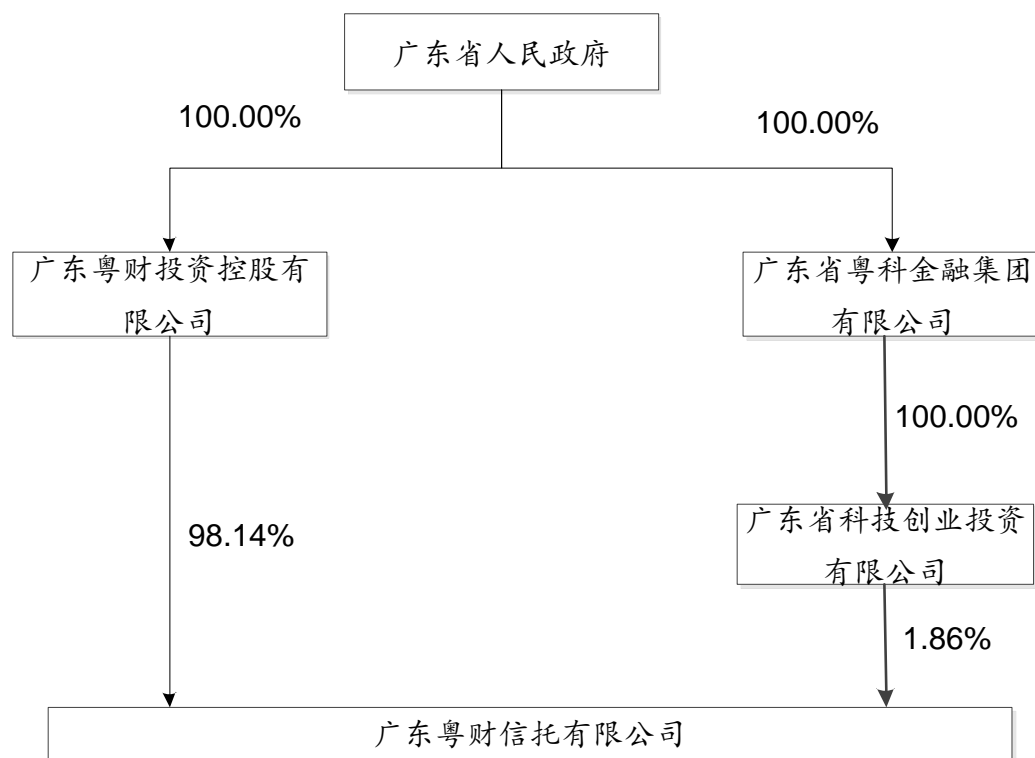 广东省人民政府
100.00%
100.00%
广东粤财投资控股有
限公司
广东省粤科金融集团
有限公司
100.00%
98.14%
广东省科技创业投资
有限公司
1.86%
广东粤财信托有限公司